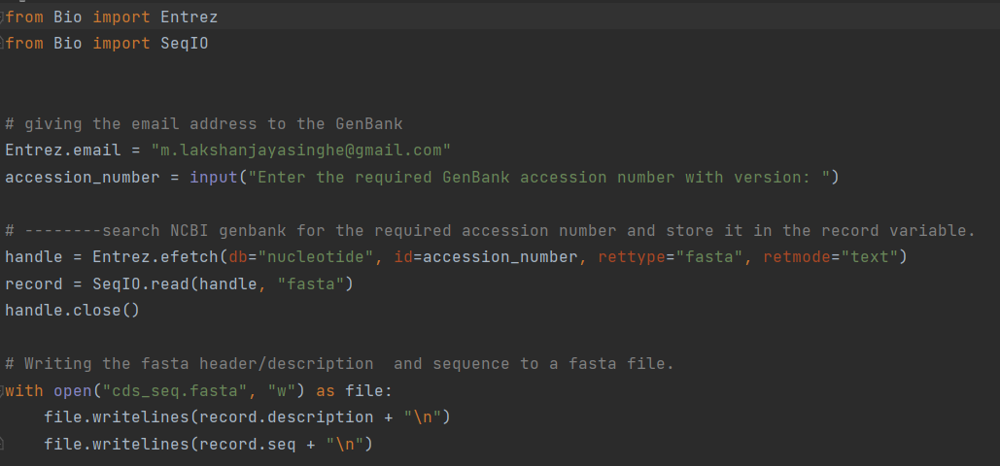 from Bio import Entrez
from Bio import SeqIO
# giving the email address to the GenBank
Entrez.email = "m.lakshanjayasinghe@gmail.com"
accession_number = input("Enter the required GenBank accession number with version: ")
# --------search NCBI genbank for the required accession number and store it in the record variable.
handle = Entrez.efetch(db="nucleotide", id=accession_number, rettype="fasta", retmode="text")
record = SeqIO.read(handle, "fasta")
handle.close()
# Writing the fasta header/description  and sequence to a fasta file.
with open("cds_seq.fasta", "w") as file:
    file.writelines(record.description + "\n")
    file.writelines(record.seq + "\n")